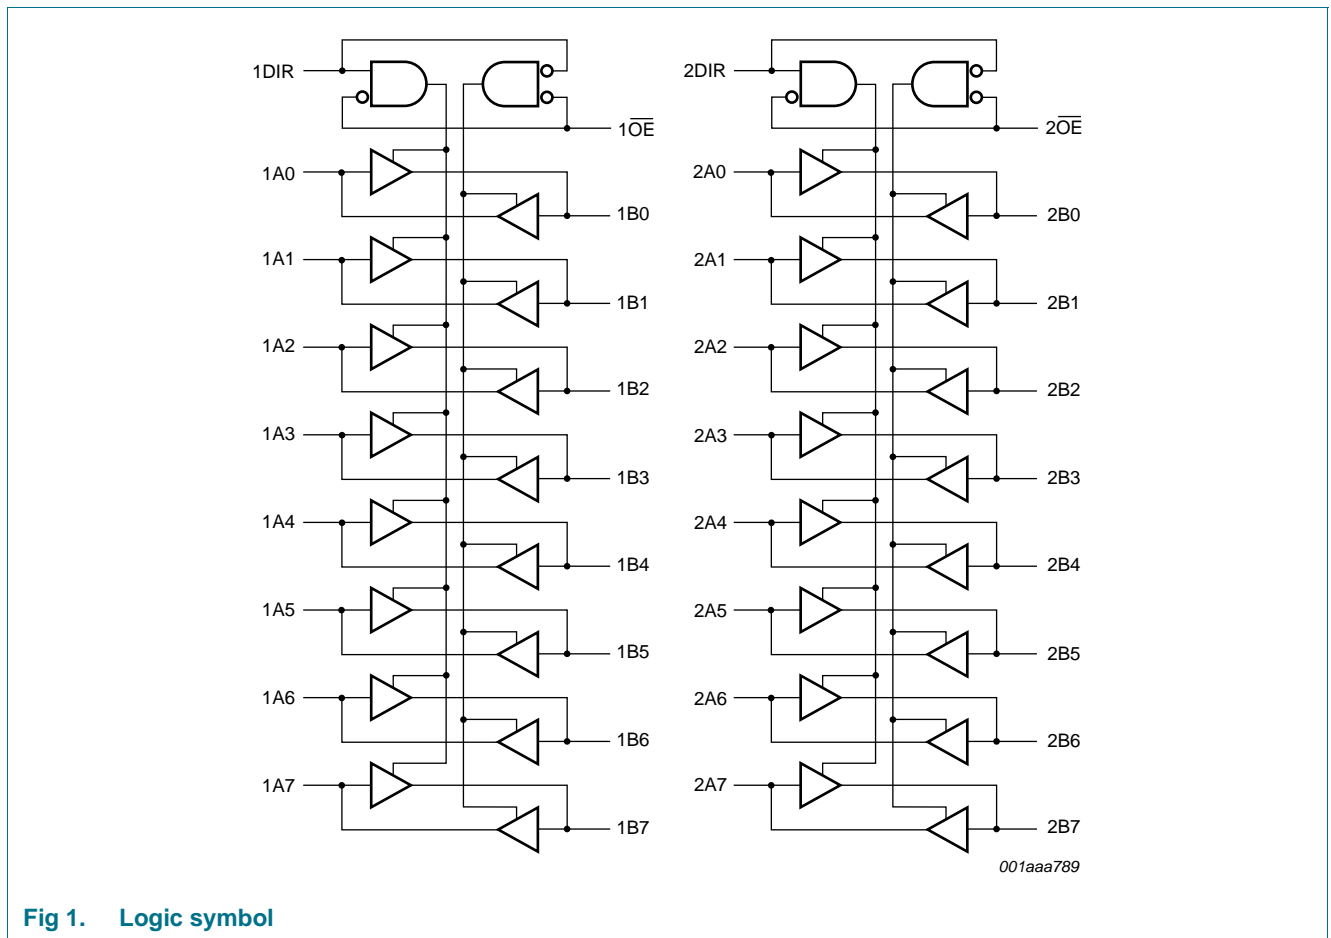 1DIR
1O̅E̅
1A0
1B0
1A1
1B1
1A2
1B2
1A3
1B3
1A4
1B4
1A5
1B5
1A6
1B6
1A7
1B7
2DIR
2O̅E̅
2A0
2B0
2A1
2B1
2A2
2B2
2A3
2B3
2A4
2B4
2A5
2B5
2A6
2B6
2A7
2B7
001aaa789
Fig 1. Logic symbol